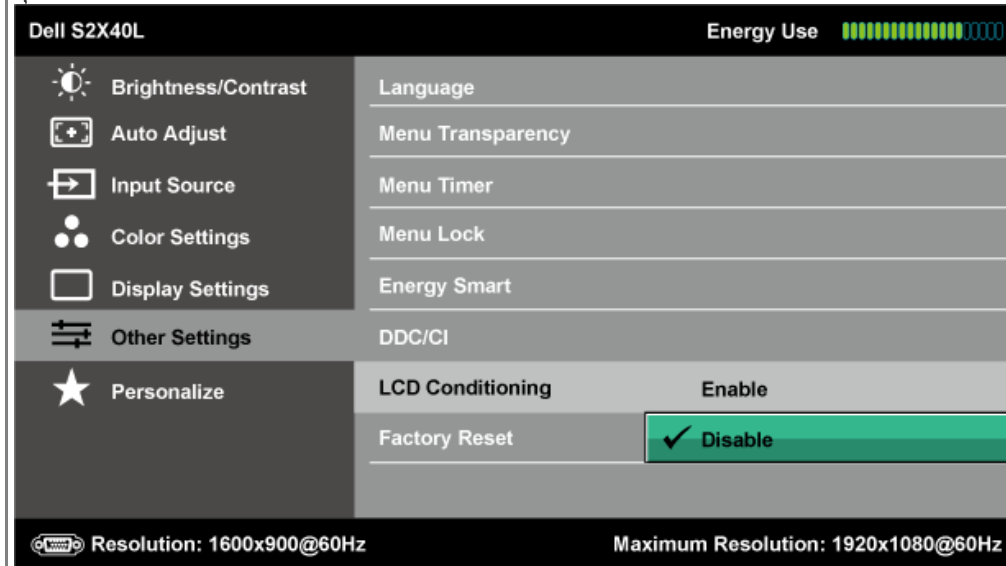 Dell S2X40L Energy Use
Brightness/Contrast Language
Auto Adjust Menu Transparency
Input Source Menu Timer
Color Settings Menu Lock
Display Settings Energy Smart
Other Settings DDC/CI
Personalize LCD Conditioning Enable
Factory Reset Disable
Resolution: 1600x900@60Hz Maximum Resolution: 1920x1080@60Hz